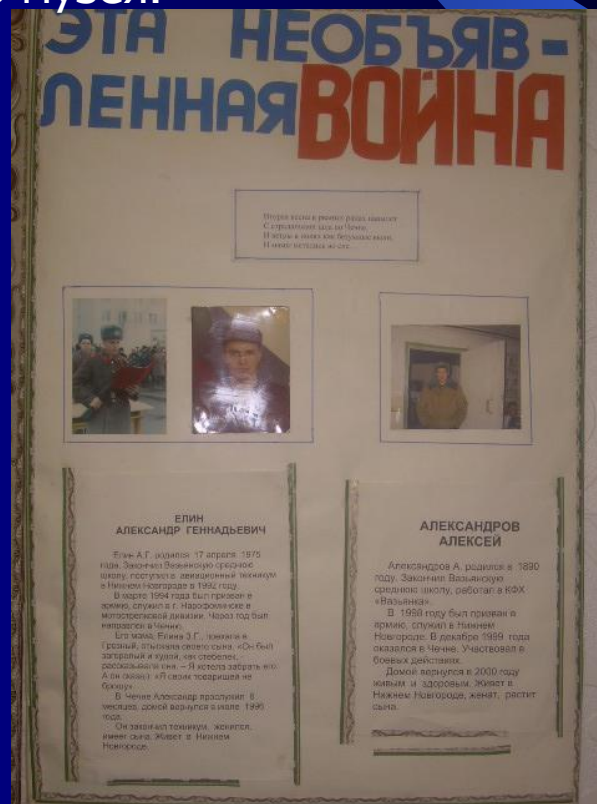 музея.
ЭТА НЕОБЪЯВ-
ЛЕННАЯ ВОЙНА
Вторая
ЕЛИН
АЛЕКСАНДР ГЕННАДЬЕВИЧ
Елин А.Г. родился 17 апреля 1975
года. Закончил Вазьянскую среднюю
школу, поступил в авиационный техникум
в Нижнем Новгороде в 1992 году.
В марте 1994 года был призван в
армию, служил в г. Нарофоминске в
мотострелковой дивизии. Через год был
направлен в Чечню.
Его мама, Елина З.Г., поехала в
Грозный, отыскала своего сына. «Он был
загорелый и худой, как стебелек, -
рассказывала она. – Я хотела забрать его.
А он сказал: «Я своих товарищей не
брошу».
В Чечне Александр прослужил 8
месяцев, домой вернулся в июле 1996
года.
Он закончил техникум, женился,
имеет сына. Живет в Нижнем
Новгороде.
АЛЕКСАНДРОВ
АЛЕКСЕЙ
Александров А. родился в 1890
году. Закончил Вазьянскую
среднюю школу, работал в КФХ
«Вазьянка».
В 1998 году был призван в
армию, служил в Нижнем
Новгороде. В декабре 1999 года
оказался в Чечне. Участвовал в
боевых действиях.
Домой вернулся в 2000 году
живым и здоровым. Живет в
Нижнем Новгороде, женат, растит
сына.